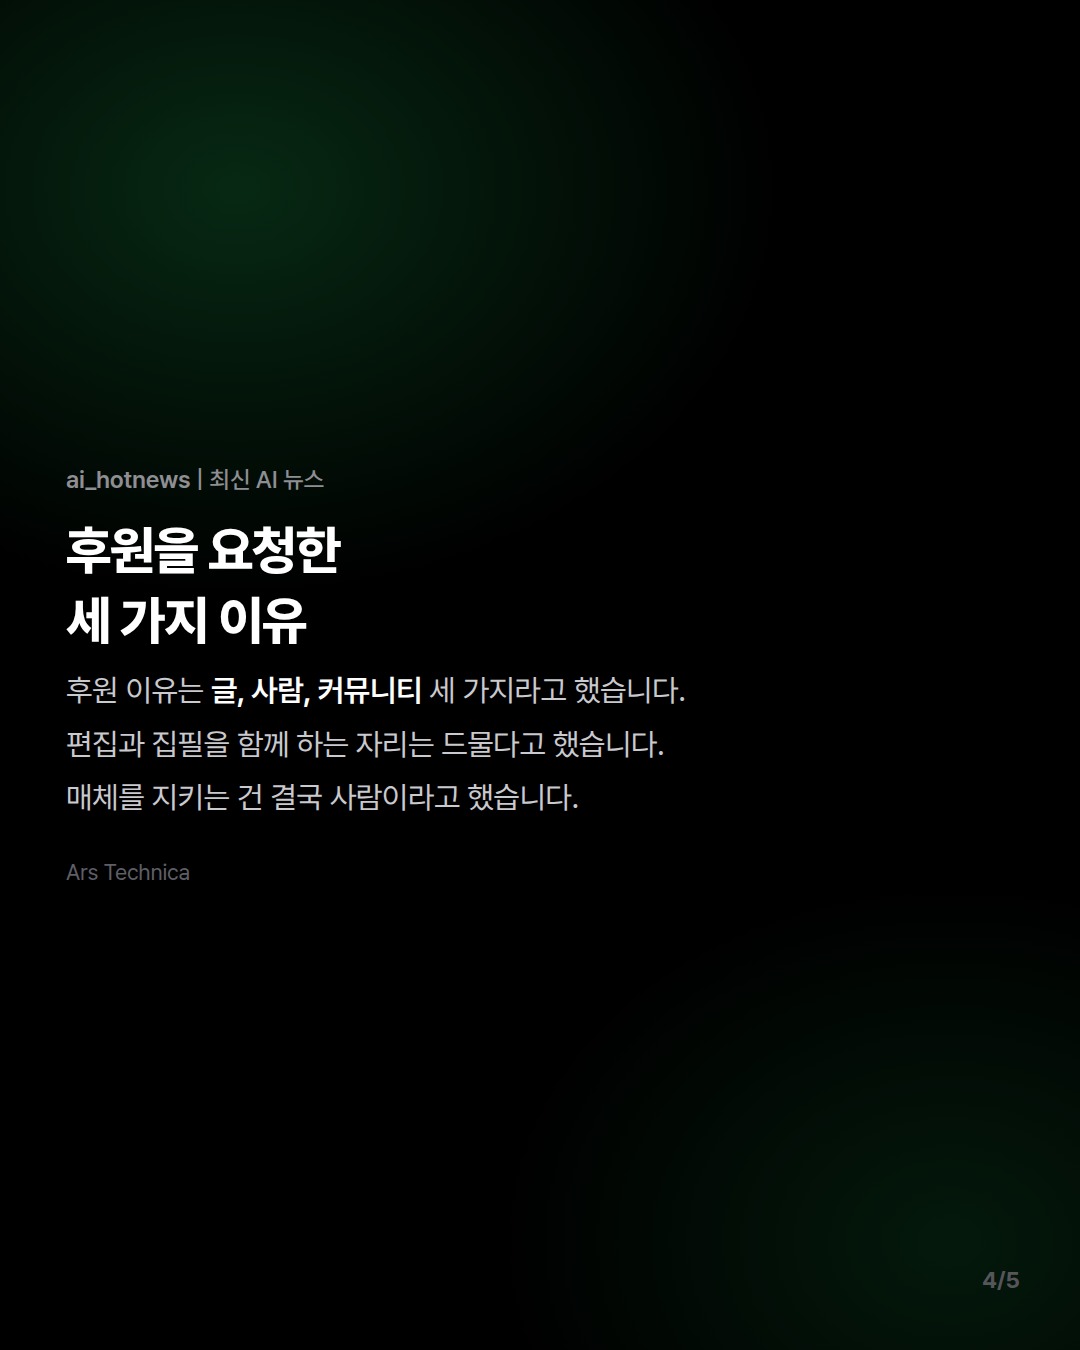 ai_hotnews | 최신 AI 뉴스
후원을 요청한
세 가지 이유
후원 이유는 글, 사람, 커뮤니티 세 가지라고 했습니다.
편집과 집필을 함께 하는 자리는 드물다고 했습니다.
매체를 지키는 건 결국 사람이라고 했습니다.
Ars Technica
4/5